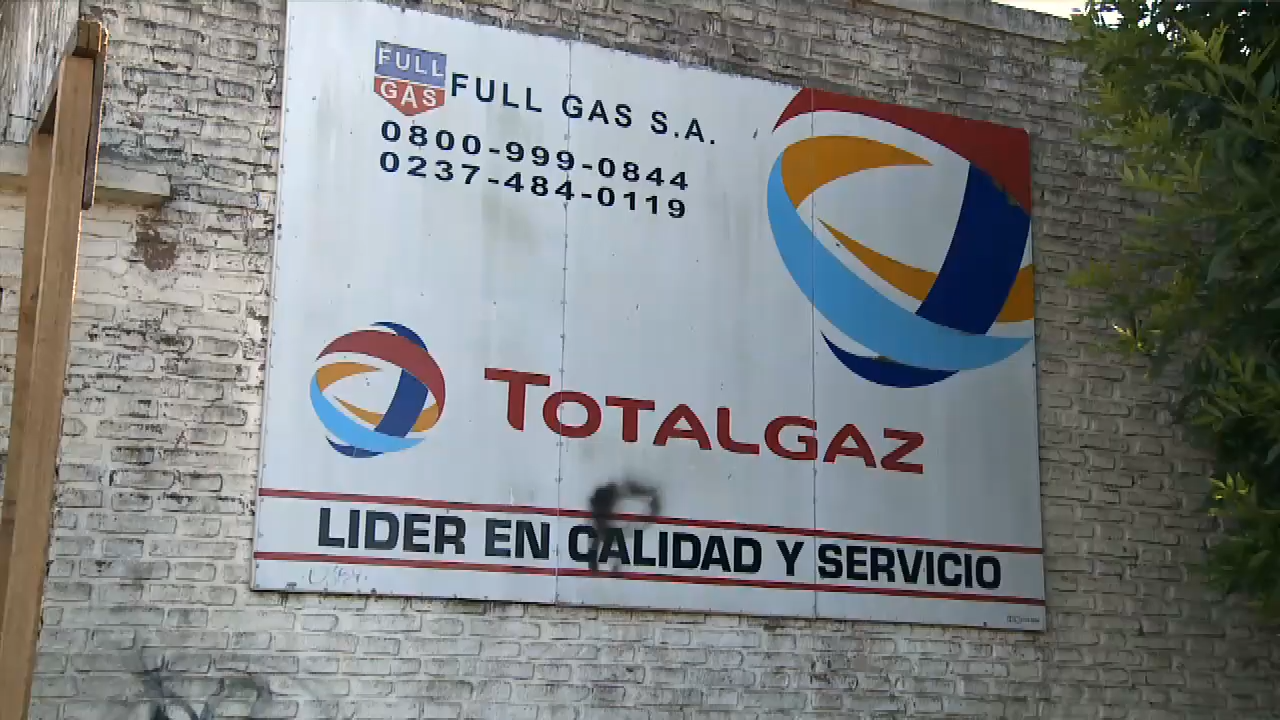 FULL
GAS
FULL GAS S.A.
0800-999-0844
0237-484-0119
TOTALGAZ
LIDER EN CALIDAD Y SERVICIO